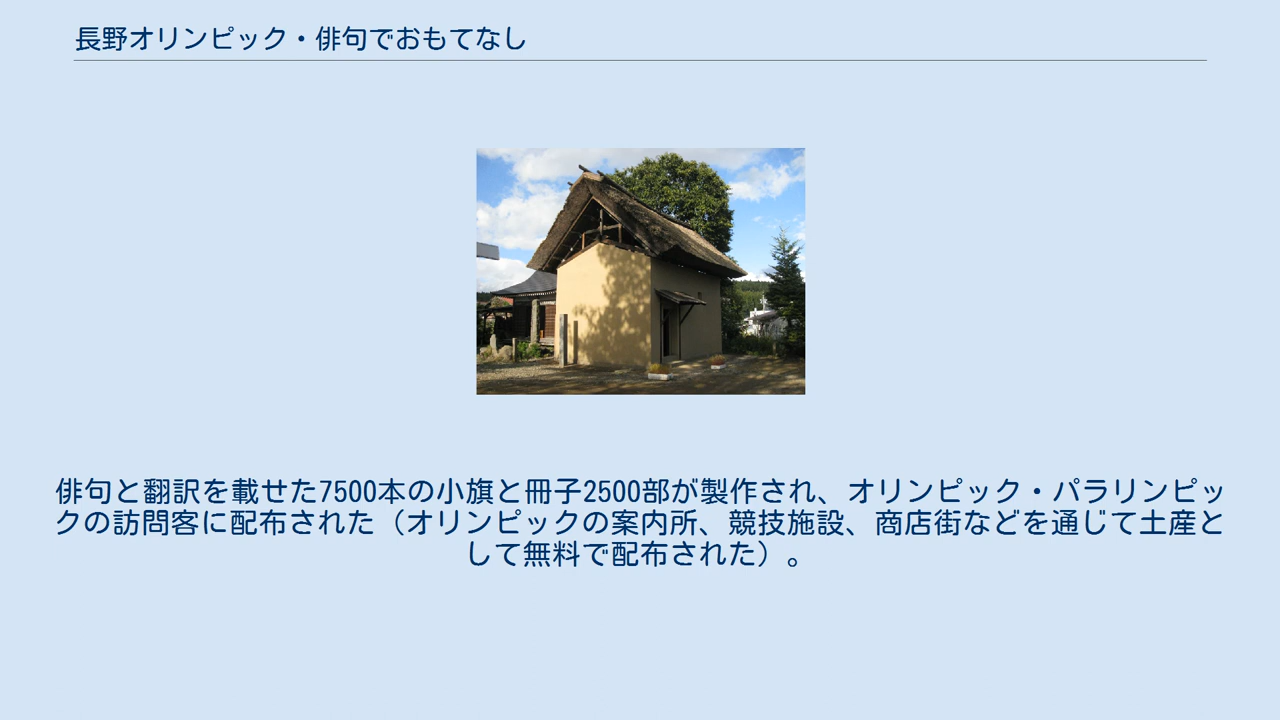 長野オリンピック・俳句でおもてなし
俳句と翻訳を載せた7500本の小旗と冊子2500部が製作され、オリンピック・パラリンピッ
クの訪問客に配布された（オリンピックの案内所、競技施設、商店街などを通じて土産と
して無料で配布された）。